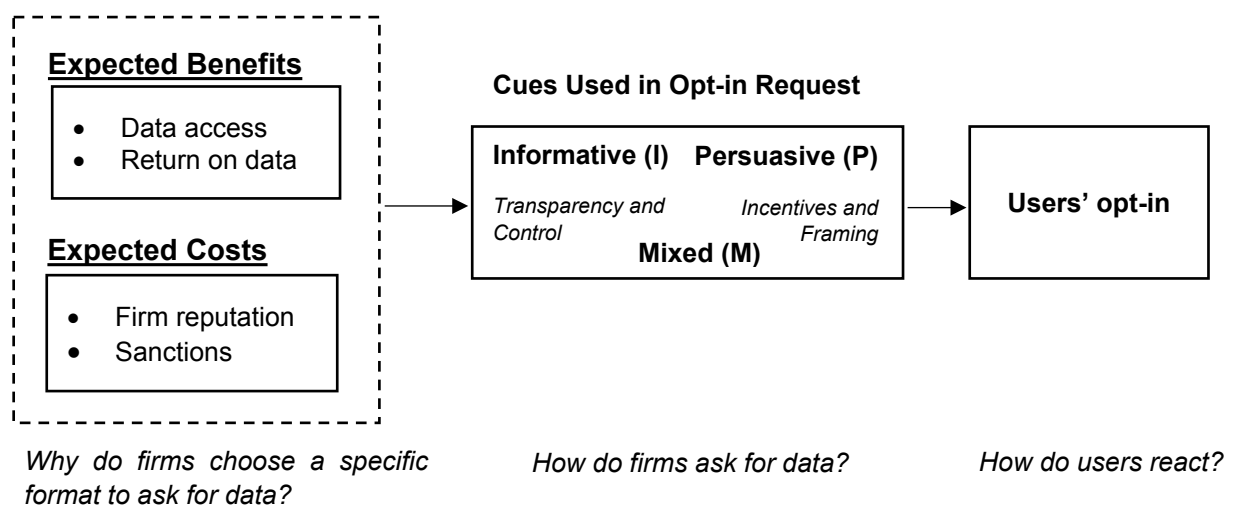 Expected Benefits
• Data access
• Return on data
Expected Costs
• Firm reputation
• Sanctions
Why do firms choose a specific
format to ask for data?
Cues Used in Opt-in Request
Informative (I) Persuasive (P)
Transparency and Incentives and
Control Framing
Mixed (M)
How do firms ask for data?
Users’ opt-in
How do users react?